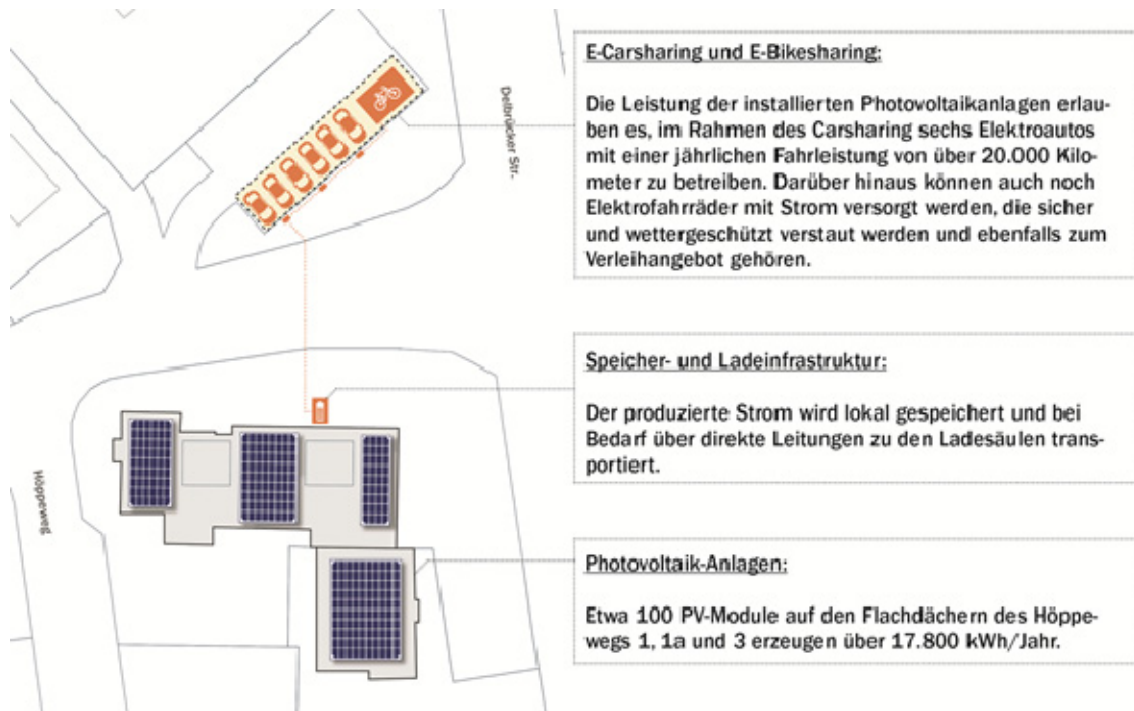 E-Carsharing und E-Bikesharing:
Die Leistung der installierten Photovoltaikanlagen erlau-
ben es, im Rahmen des Carsharing sechs Elektroautos
mit einer jährlichen Fahrleistung von über 20.000 Kilo-
meter zu betreiben. Darüber hinaus können auch noch
Elektrofahrräder mit Strom versorgt werden, die sicher
und wettergeschützt verstaut werden und ebenfalls zum
Verleihangebot gehören.
Delbrücker Str.
Speicher- und Ladeinfrastruktur:
Der produzierte Strom wird lokal gespeichert und bei
Bedarf über direkte Leitungen zu den Ladesäulen trans-
portiert.
Höppeweg
Photovoltaik-Anlagen:
Etwa 100 PV-Module auf den Flachdächern des Höppe-
wegs 1, 1a und 3 erzeugen über 17.800 kWh/Jahr.